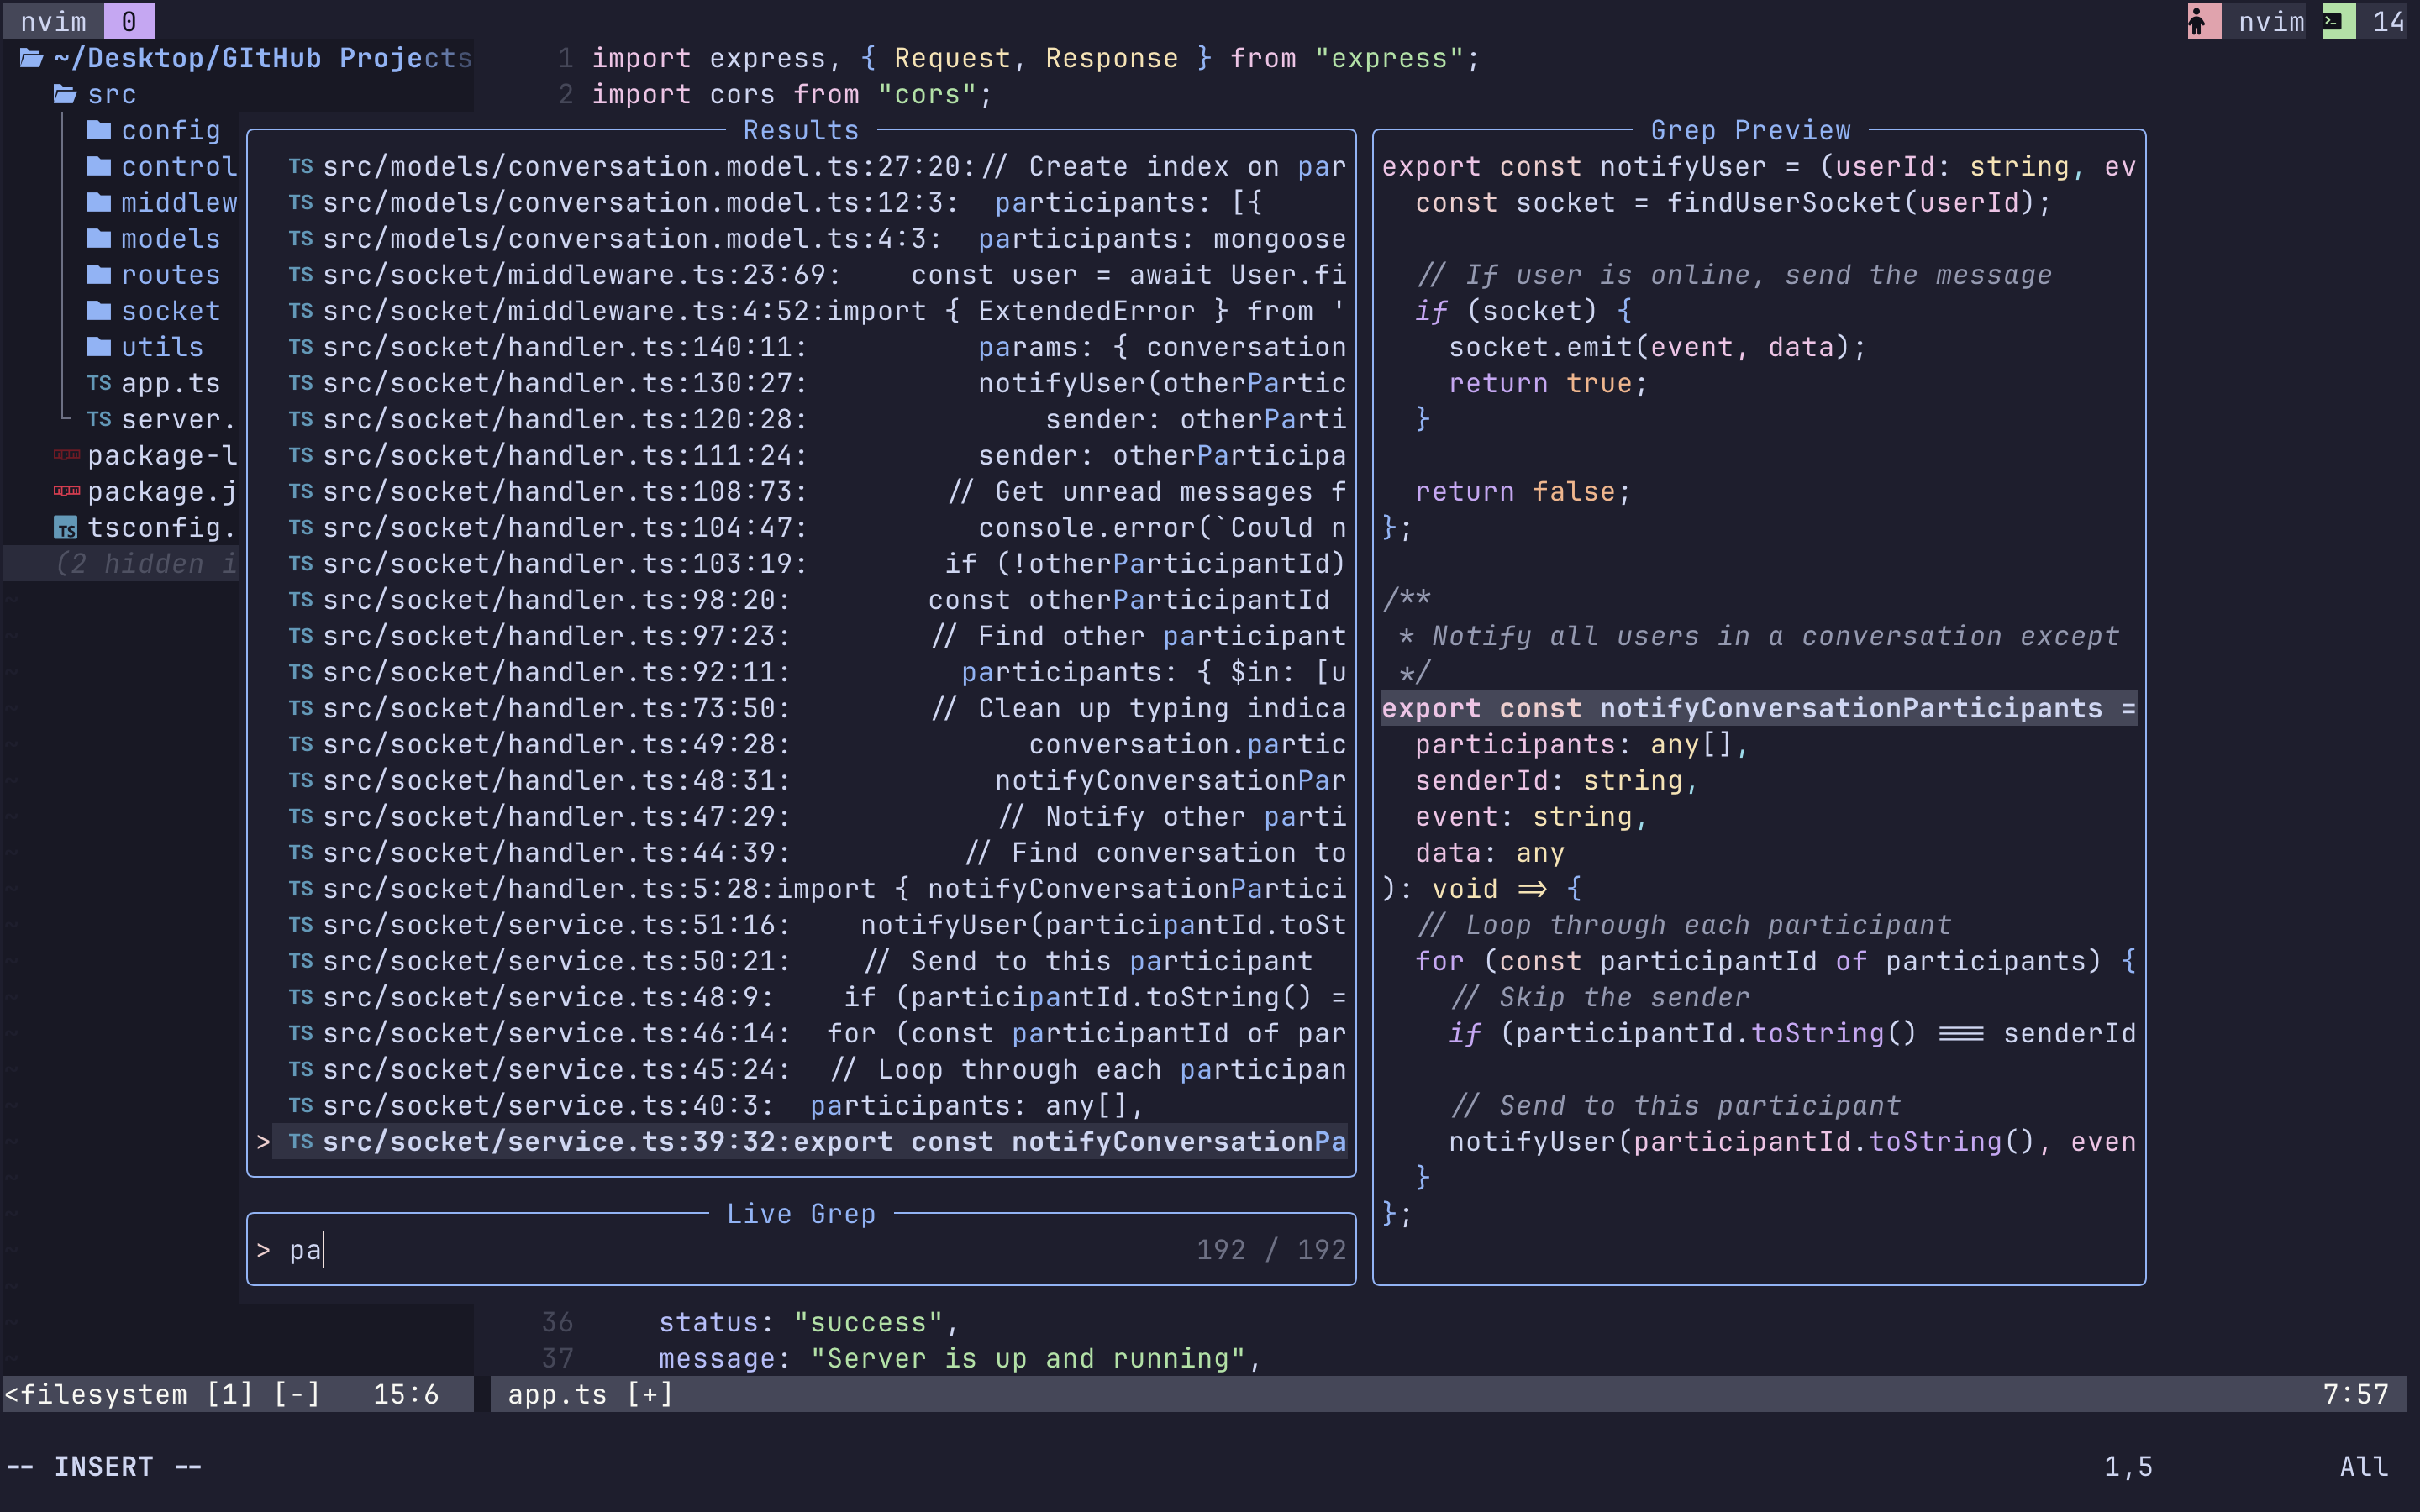 nvim 0 nvim 14
~/Desktop/GItHub Projects
src
config
control
middlew
models
routes
socket
utils
TS app.ts
TS server.
package-l
package.j
TS tsconfig.
(2 hidden i
1 import express, { Request, Response } from "express";
2 import cors from "cors";
Results
TS src/models/conversation.model.ts:27:20:// Create index on par
TS src/models/conversation.model.ts:12:3:  participants: [{
TS src/models/conversation.model.ts:4:3:  participants: mongoose
TS src/socket/middleware.ts:23:69:    const user = await User.fi
TS src/socket/middleware.ts:4:52:import { ExtendedError } from '
TS src/socket/handler.ts:140:11:          params: { conversation
TS src/socket/handler.ts:130:27:          notifyUser(otherPartic
TS src/socket/handler.ts:120:28:              sender: otherParti
TS src/socket/handler.ts:111:24:          sender: otherParticipa
TS src/socket/handler.ts:108:73:        // Get unread messages f
TS src/socket/handler.ts:104:47:          console.error(`Could n
TS src/socket/handler.ts:103:19:        if (!otherParticipantId)
TS src/socket/handler.ts:98:20:        const otherParticipantId
TS src/socket/handler.ts:97:23:        // Find other participant
TS src/socket/handler.ts:92:11:          participants: { $in: [u
TS src/socket/handler.ts:73:50:        // Clean up typing indica
TS src/socket/handler.ts:49:28:              conversation.partic
TS src/socket/handler.ts:48:31:            notifyConversationPar
TS src/socket/handler.ts:47:29:            // Notify other parti
TS src/socket/handler.ts:44:39:          // Find conversation to
TS src/socket/handler.ts:5:28:import { notifyConversationPartici
TS src/socket/service.ts:51:16:    notifyUser(participantId.toSt
TS src/socket/service.ts:50:21:    // Send to this participant
TS src/socket/service.ts:48:9:    if (participantId.toString() =
TS src/socket/service.ts:46:14:  for (const participantId of par
TS src/socket/service.ts:45:24:  // Loop through each participan
TS src/socket/service.ts:40:3:  participants: any[],
> TS src/socket/service.ts:39:32:export const notifyConversationPa
Live Grep
> pa 192 / 192
Grep Preview
export const notifyUser = (userId: string, ev
  const socket = findUserSocket(userId);
  // If user is online, send the message
  if (socket) {
    socket.emit(event, data);
    return true;
  }
  return false;
};
/**
 * Notify all users in a conversation except
 */
export const notifyConversationParticipants =
  participants: any[],
  senderId: string,
  event: string,
  data: any
): void => {
  // Loop through each participant
  for (const participantId of participants) {
    // Skip the sender
    if (participantId.toString() === senderId
    // Send to this participant
    notifyUser(participantId.toString(), even
  }
};
36 status: "success",
37 message: "Server is up and running",
<filesystem [1] [-] 15:6 app.ts [+] 7:57
-- INSERT -- 1,5 All